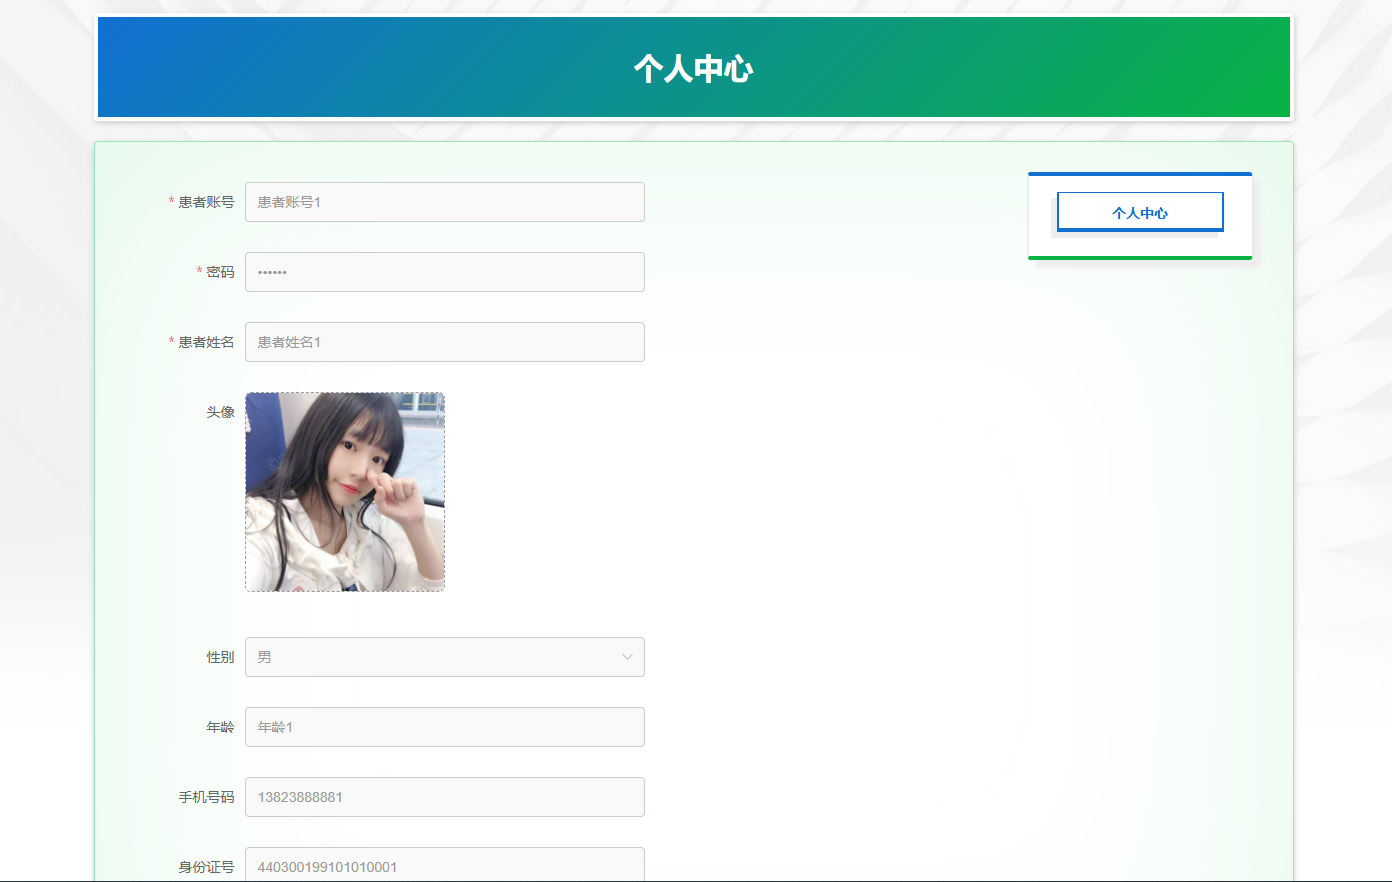 个人中心
个人中心
* 患者账号 患者账号1
* 密码 ••••••
* 患者姓名 患者姓名1
头像
性别 男
年龄 年龄1
手机号码 13823888881
身份证号 440300199101010001